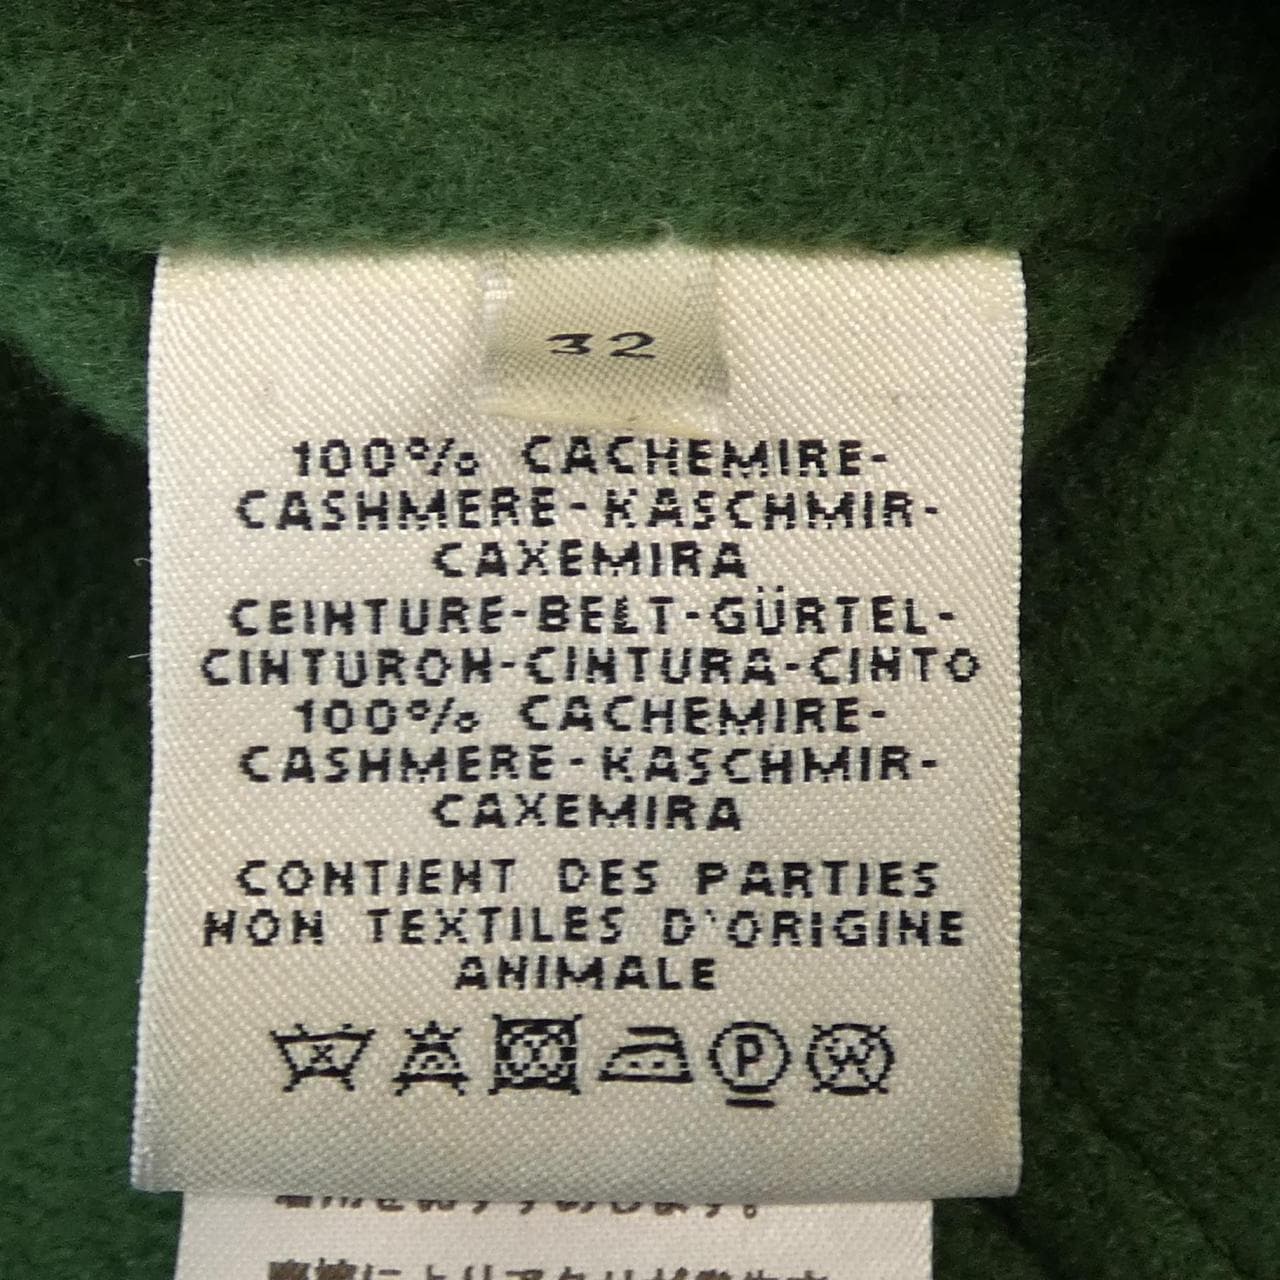 32
100% CACHEMIRE-
CASHMERE-KASCHMIR-
CAXEMIRA
CEINTURE-BELT-GÜRTEL-
CINTURON-CINTURA-CINTO
100% CACHEMIRE-
CASHMERE-KASCHMIR-
CAXEMIRA
CONTIENT DES PARTIES
NON TEXTILES D'ORIGINE
ANIMALE
P W